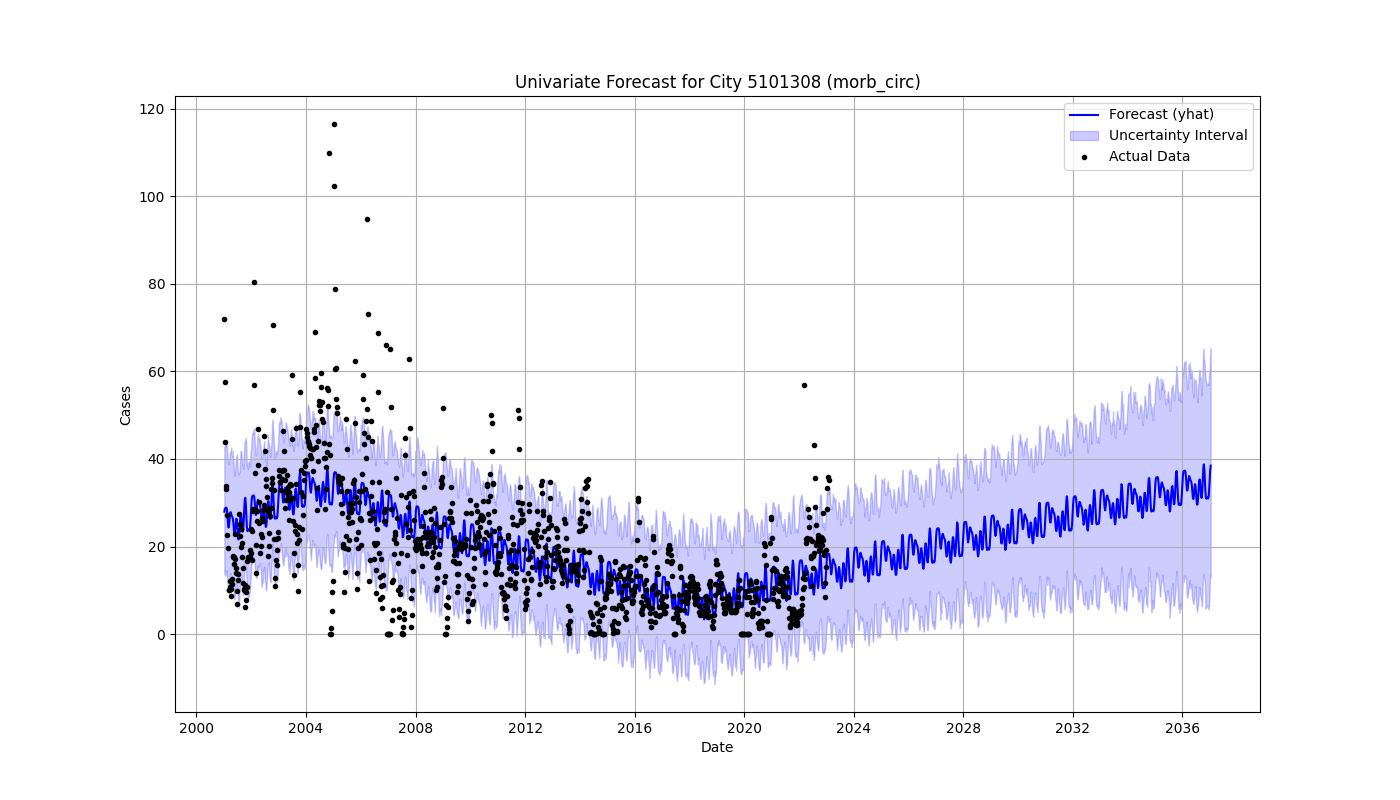 Univariate Forecast for City 5101308 (morb_circ)
Forecast (yhat)
Uncertainty Interval
Actual Data
120
100
80
60
40
20
0
Cases
2000 2004 2008 2012 2016 2020 2024 2028 2032 2036
Date